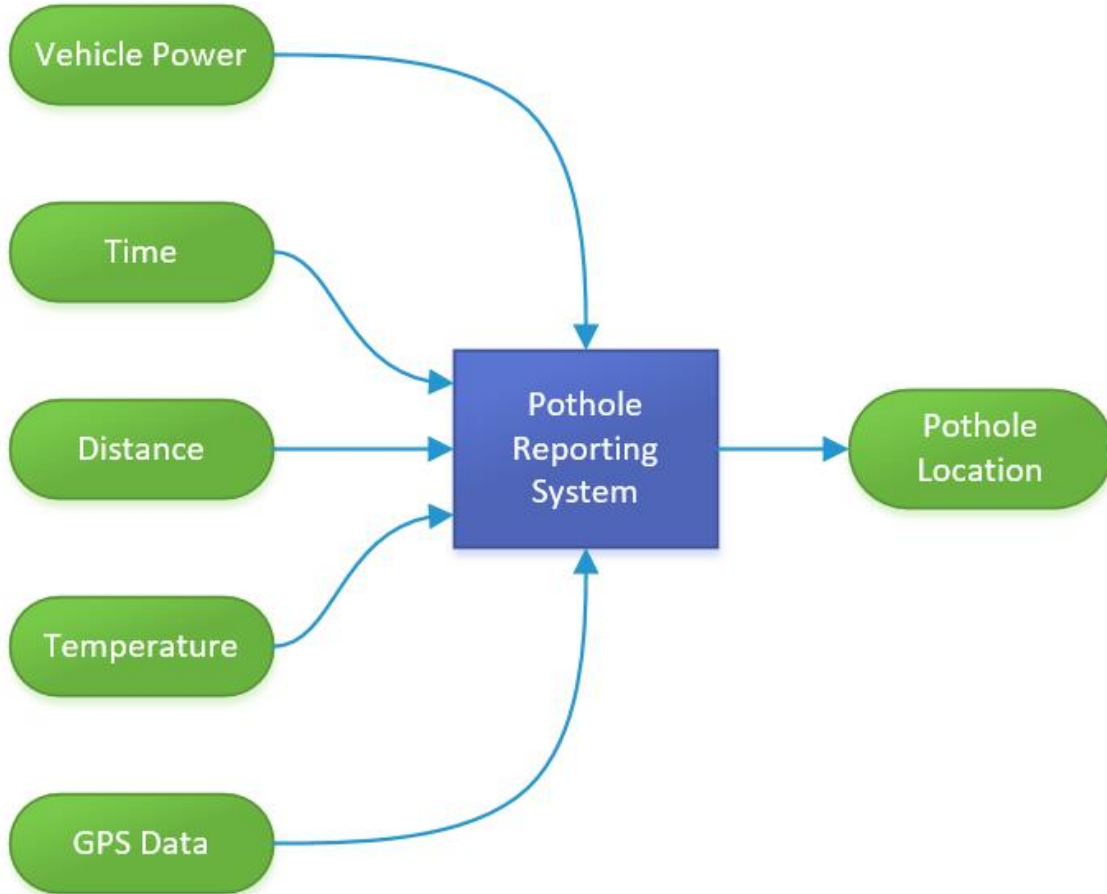 Vehicle Power
Time
Distance
Temperature
GPS Data
Pothole
Reporting
System
Pothole
Location